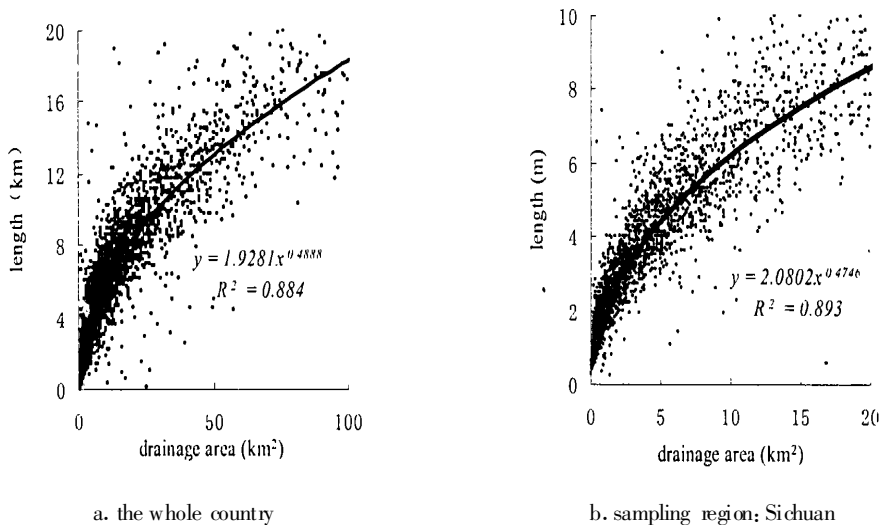 20
16
12
8
4
0
length (km)
y = 1.9281x^0.4888
R² = 0.884
0 50 100
drainage area (km²)
a. the whole country
10
8
6
4
2
0
length (m)
y = 2.0802x^0.4746
R² = 0.893
0 5 10 15 20
drainage area (km²)
b. sampling region: Sichuan